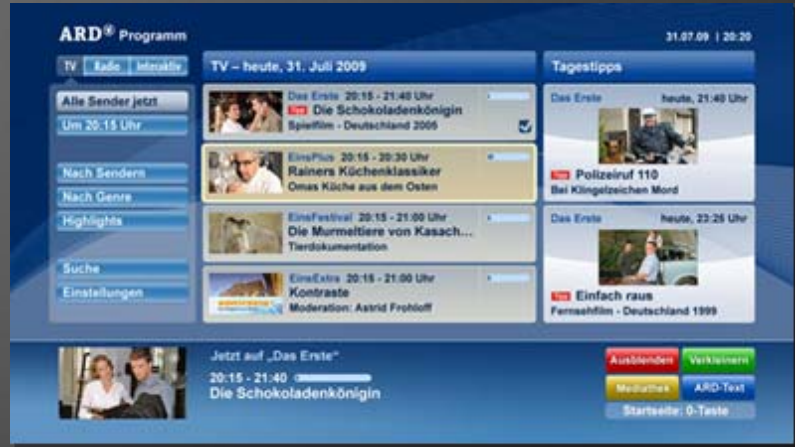 ARD Programm
31.07.09 | 20:20
TV Radio Interaktiv
TV – heute, 31. Juli 2009
Tagestipps
Alle Sender jetzt
Um 20:15 Uhr
Nach Sendern
Nach Genre
Highlights
Suche
Einstellungen
Das Erste 20:15 - 21:40 Uhr
Tipp Die Schokoladenkönigin
Spielfilm - Deutschland 2005
EinsPlus 20:15 - 20:30 Uhr
Rainers Küchenklassiker
Omas Küche aus dem Osten
EinsFestival 20:15 - 21:00 Uhr
Die Murmeltiere von Kasach...
Tierdokumentation
KONTRASTE
EinsExtra 20:15 - 21:00 Uhr
Kontraste
Moderation: Astrid Frohloff
Das Erste heute, 21:40 Uhr
Tipp Polizeiruf 110
Bei Klingelzeichen Mord
Das Erste heute, 23:25 Uhr
Tipp Einfach raus
Fernsehfilm - Deutschland 1999
Jetzt auf „Das Erste“
20:15 - 21:40
Die Schokoladenkönigin
Ausblenden Verkleinern
Mediathek ARD-Text
Startseite: 0-Taste